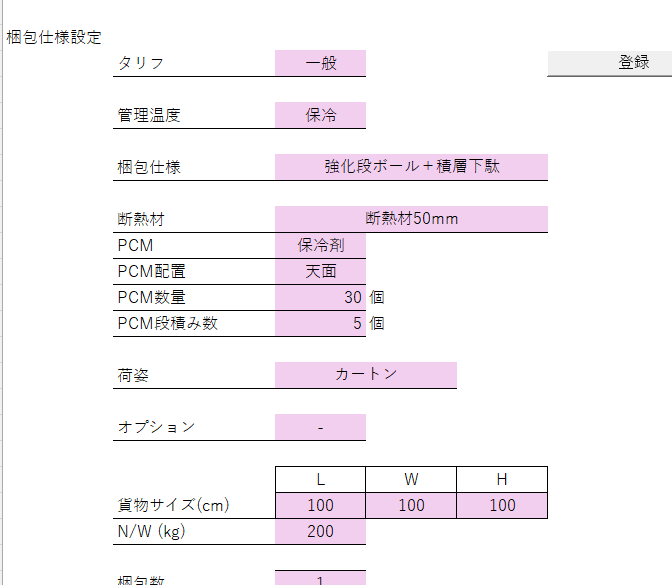 梱包仕様設定
タリフ 一般 登録
管理温度 保冷
梱包仕様 強化段ボール＋積層下駄
断熱材 断熱材50mm
PCM 保冷剤
PCM配置 天面
PCM数量 30 個
PCM段積み数 5 個
荷姿 カートン
オプション -
L W H
貨物サイズ(cm) 100 100 100
N/W (kg) 200
梱包数 1